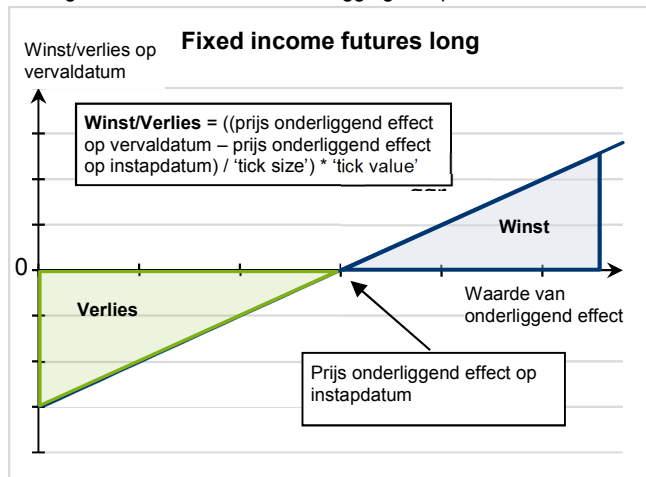 Fixed income futures long
Winst/verlies op
vervaldatum
Winst/Verlies = ((prijs onderliggend effect
op vervaldatum – prijs onderliggend effect
op instapdatum) / ‘tick size’) * ‘tick value’
Winst
0
Verlies
Waarde van
onderliggend effect
Prijs onderliggend effect op
instapdatum